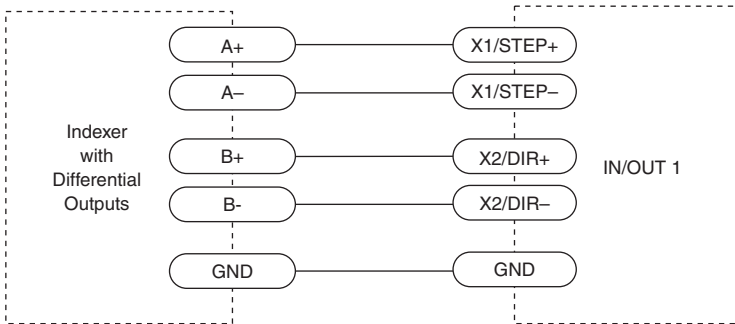 A+
X1/STEP+
A–
X1/STEP–
Indexer
with
Differential
Outputs
B+
X2/DIR+
IN/OUT 1
B-
X2/DIR–
GND
GND